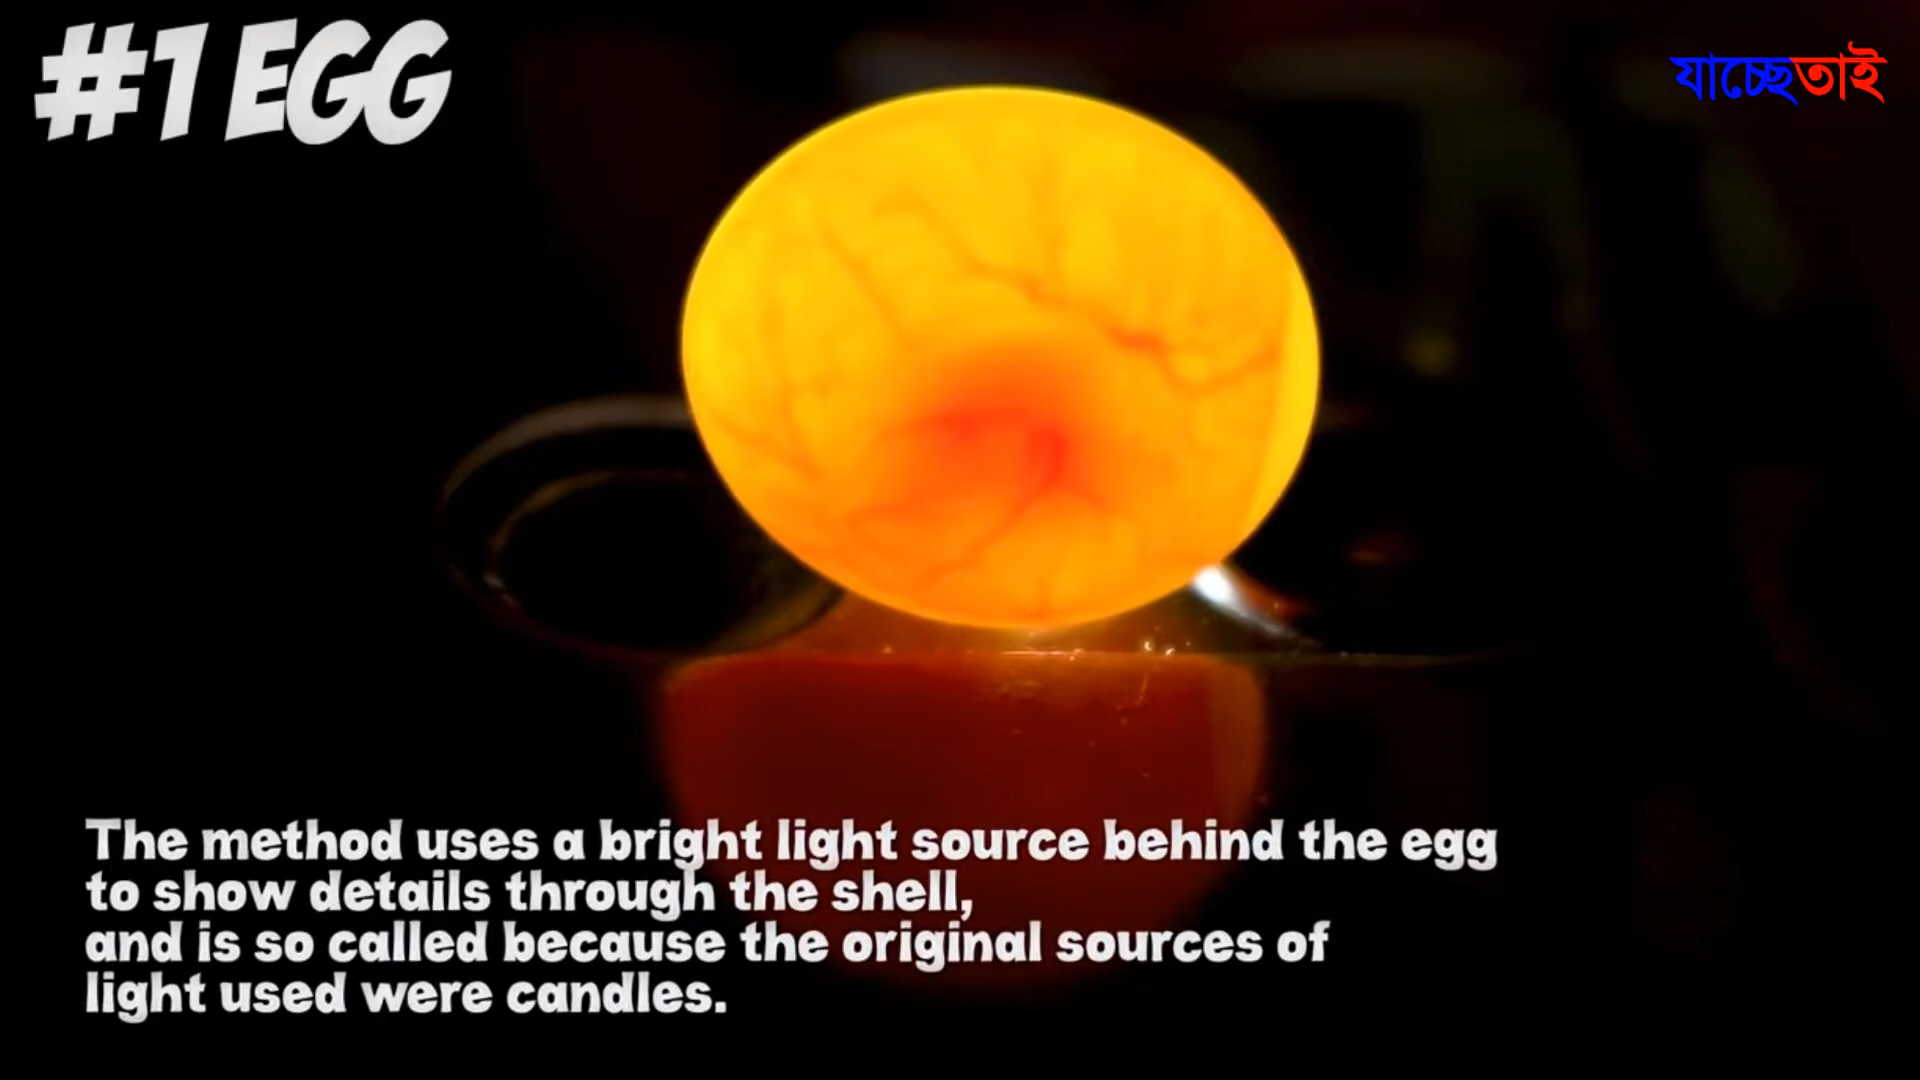 #1 EGG
যাচ্ছেতাই
The method uses a bright light source behind the egg
to show details through the shell,
and is so called because the original sources of
light used were candles.